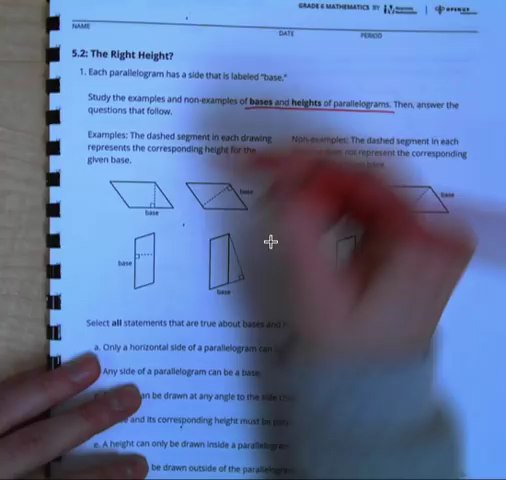 GRADE 6 MATHEMATICS BY
NAME
DATE
PERIOD
5.2: The Right Height?
1. Each parallelogram has a side that is labeled "base."
Study the examples and non-examples of bases and heights of parallelograms. Then, answer the
questions that follow.
Examples: The dashed segment in each drawing
represents the corresponding height for the
given base.
Non-examples: The dashed segment in each
not represent the corresponding
base
base
base
base
base
Select all statements that are true about bases and
a. Only a horizontal side of a parallelogram can
Any side of a parallelogram can be a base
an be drawn at any angle to the side
and its corresponding height must be
e. A height can only be drawn inside a parallelogram
be drawn outside of the parallelogram